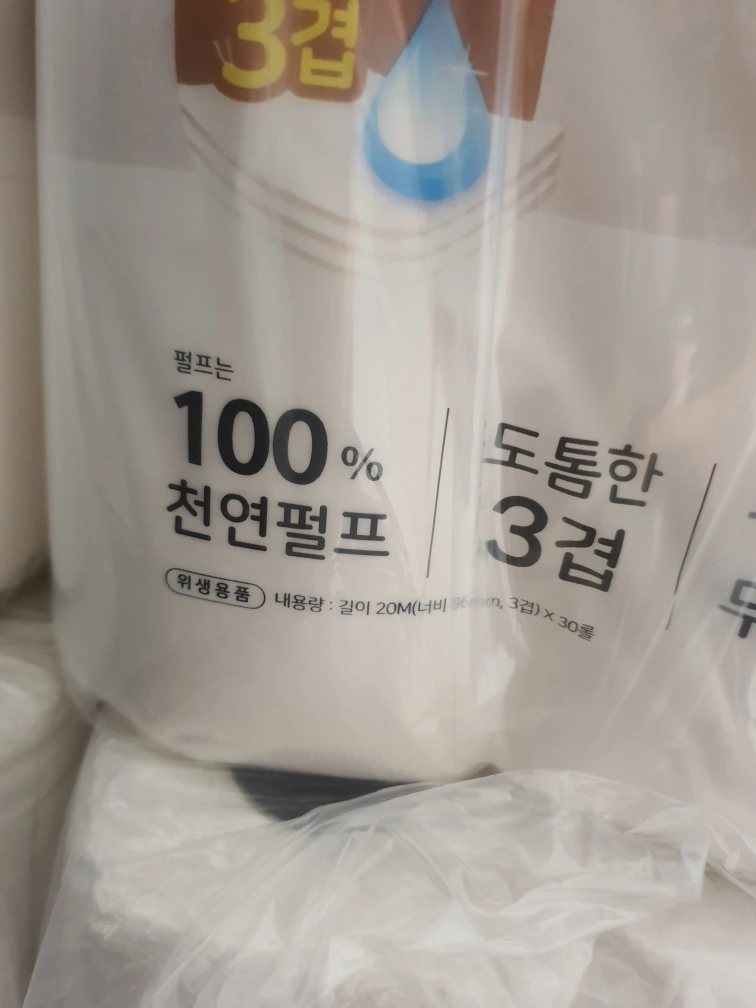 3겹
펄프는
100%
천연펄프
도톰한
3겹
위생용품 내용량 : 길이 20M(너비 96mm, 3겹) × 30롤